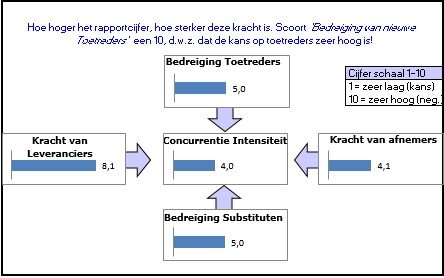 Hoe hoger het rapportcijfer, hoe sterker deze kracht is. Scoort 'Bedreiging van nieuwe
Toetreders' een 10, d.w.z. dat de kans op toetreders zeer hoog is!
Bedreiging Toetreders
5,0
Cijfer schaal 1-10
1 = zeer laag (kans)
10 = zeer hoog (neg.)
Kracht van
Leveranciers
8,1
Concurrentie Intensiteit
4,0
Kracht van afnemers
4,1
Bedreiging Substituten
5,0